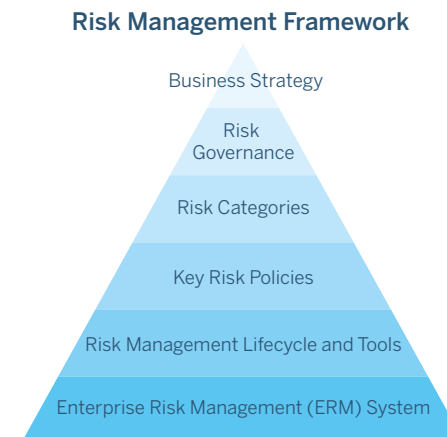 Risk Management Framework
Business Strategy
Risk
Governance
Risk Categories
Key Risk Policies
Risk Management Lifecycle and Tools
Enterprise Risk Management (ERM) System